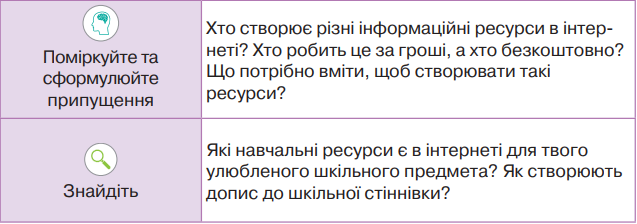 Поміркуйте та
сформулюйте
припущення
Хто створює різні інформаційні ресурси в інтер-
неті? Хто робить це за гроші, а хто безкоштовно?
Що потрібно вміти, щоб створювати такі
ресурси?
Знайдіть
Які навчальні ресурси є в інтернеті для твого
улюбленого шкільного предмета? Як створюють
допис до шкільної стіннівки?